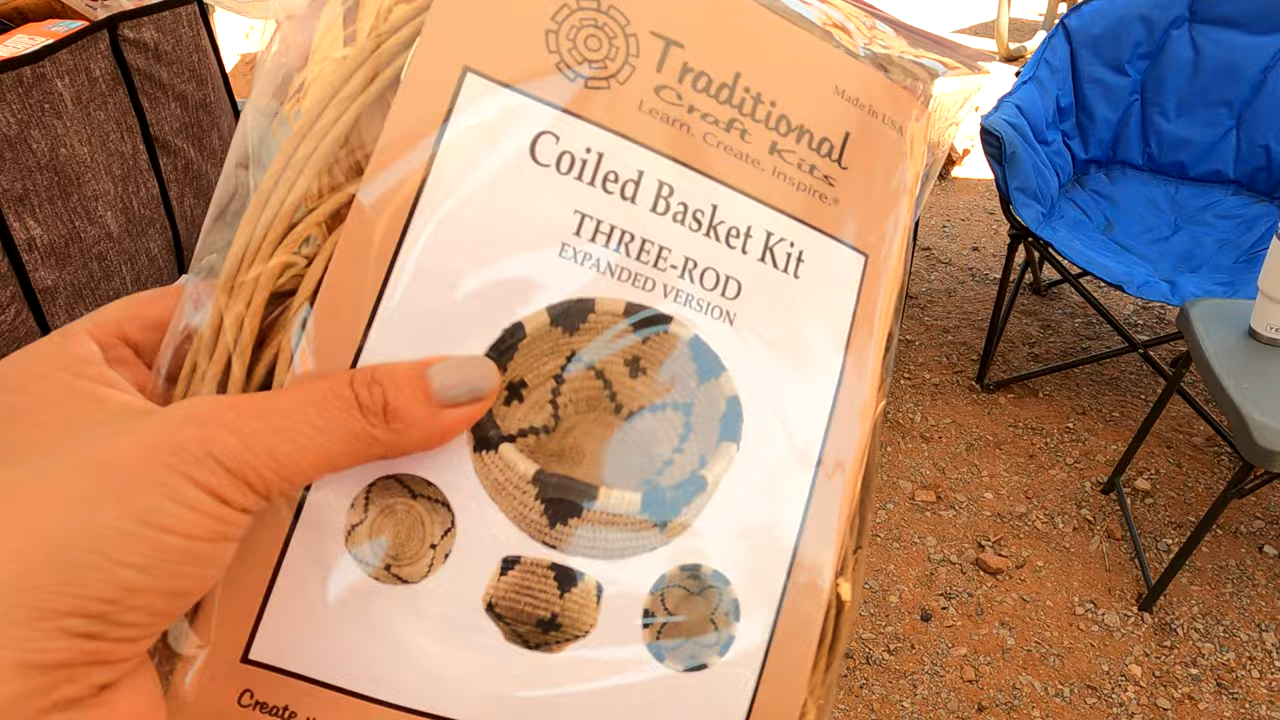 Traditional
Craft Kits
Learn. Create. Inspire.®
Made in USA
Coiled Basket Kit
THREE-ROD
EXPANDED VERSION
Create